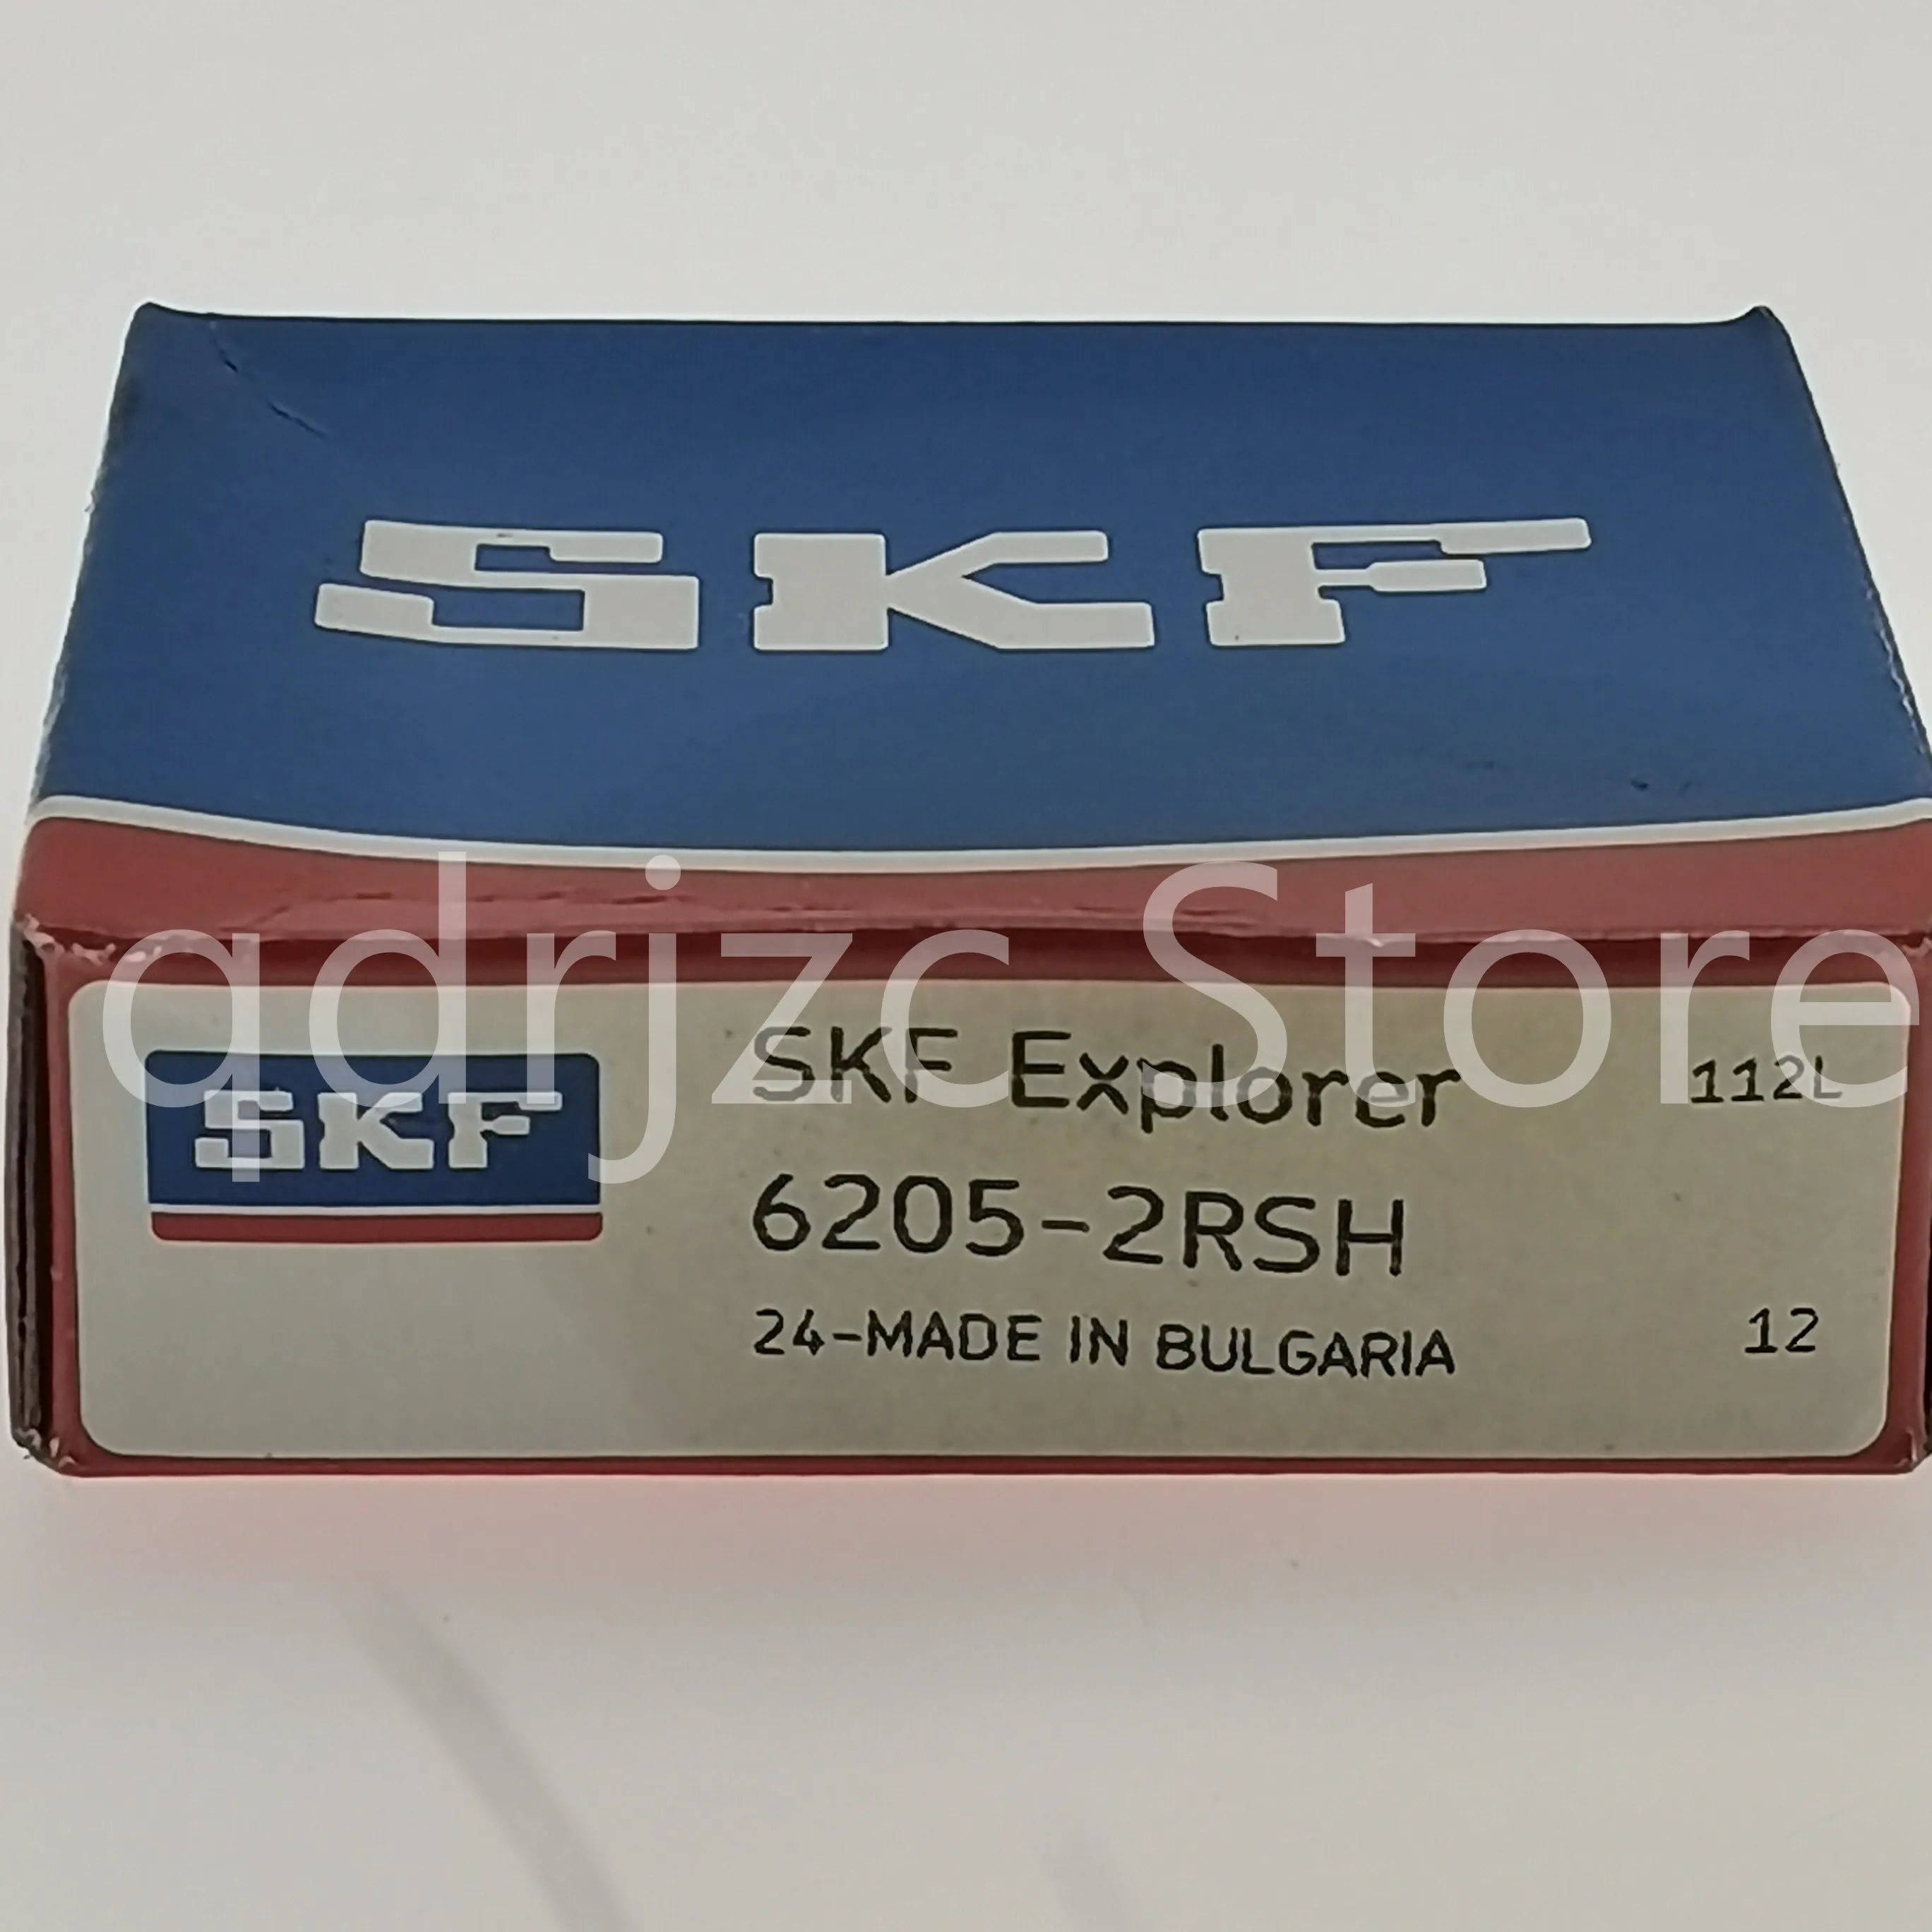 SKF
qdrjzc Store
SKF
SKF Explorer
112L
6205-2RSH
24-MADE IN BULGARIA
12